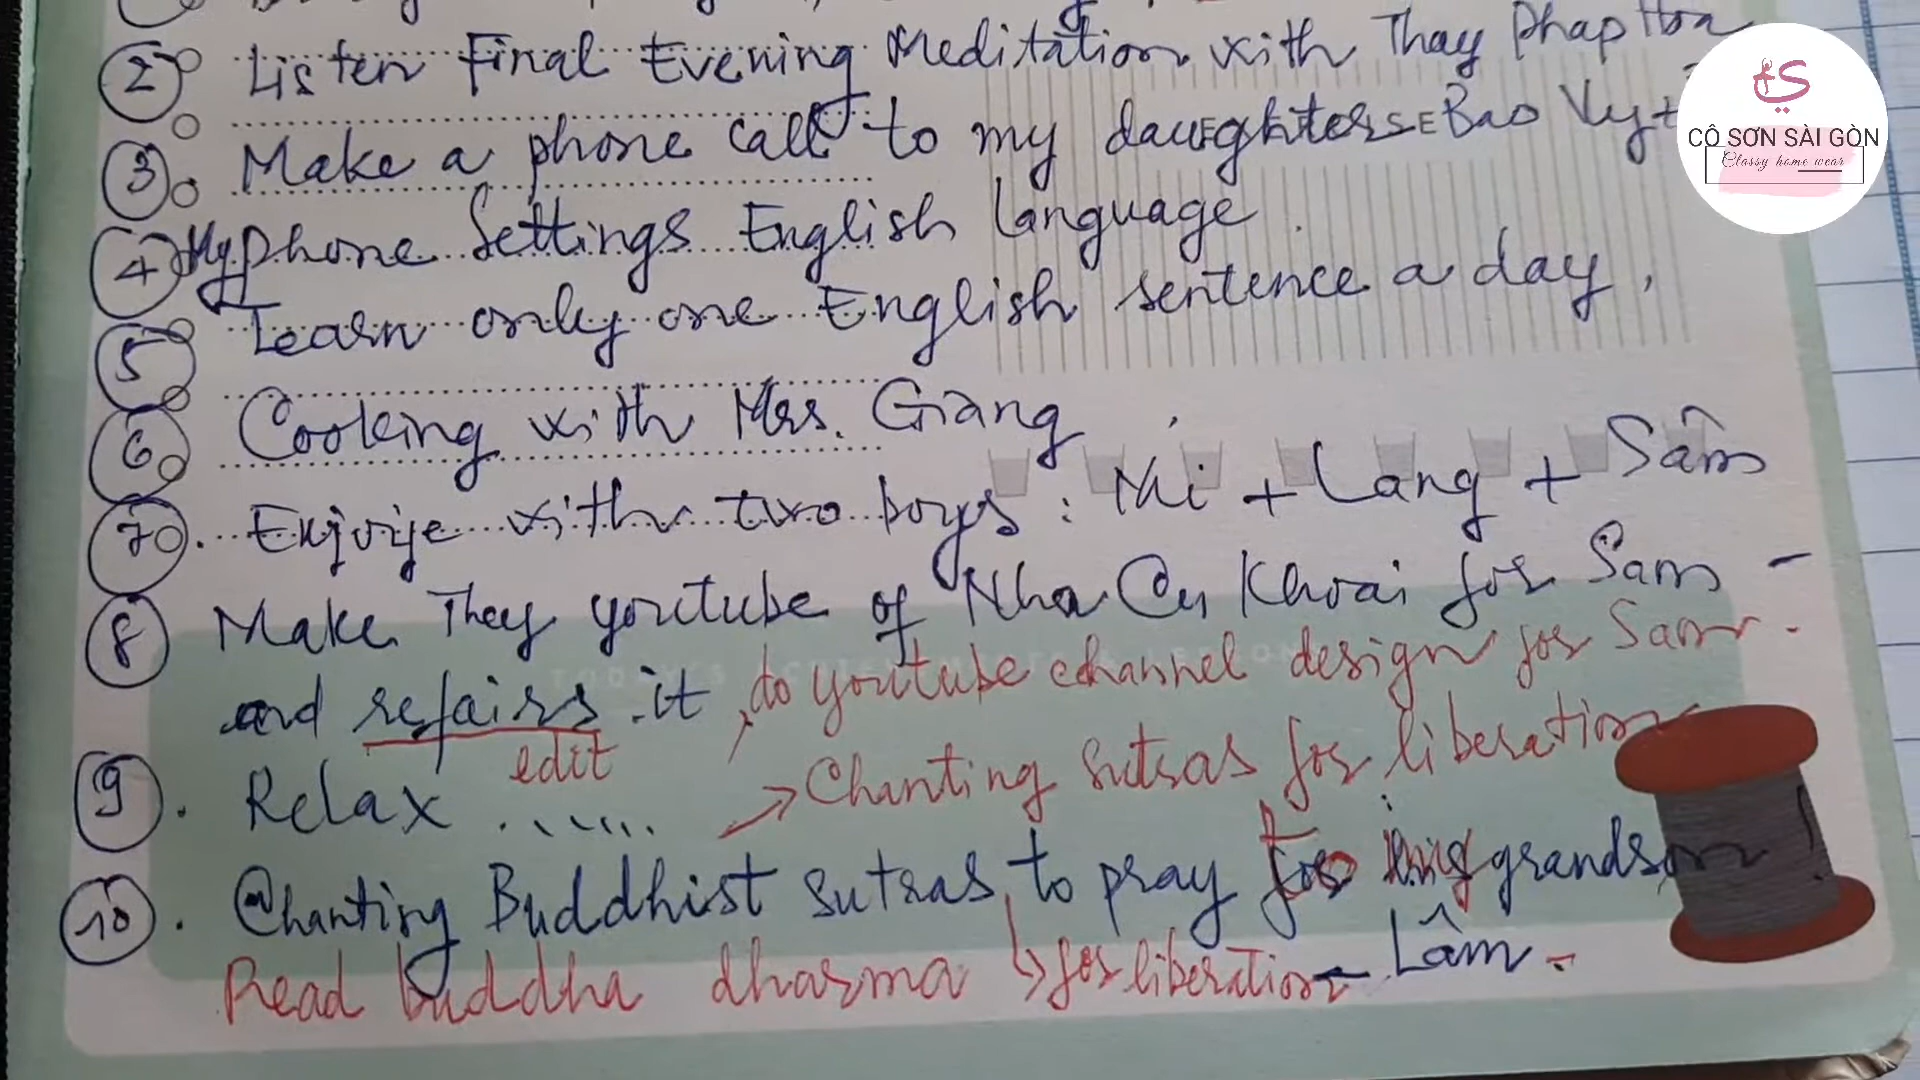 2 Listen Final Evening Meditation with Thay Phap Hoa
3 Make a phone call to my daughters Bao Vy +
4 My phone Settings English language.
5 Learn only one English sentence a day.
6 Cooking with Mrs. Giang
7. Enjoye with two boys: Mi + Lang + Sâm
8 Make They youtube of Nha Cu Khoai for Sam -
and refairs it, do youtube channel design for Sam.
edit
9. Relax ......
→ Chanting sutras for liberation
10. Chanting Buddhist sutras, to pray for grandson
Read buddha dharma ↳ for liberation Lâm.
CÔ SƠN SÀI GÒN
Classy home wear